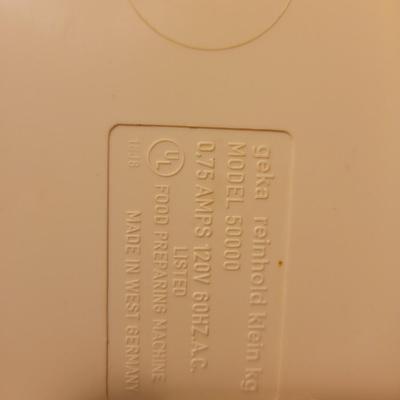 geka reinhold klein kg
MODEL 50000
0.75 AMPS 120V 60HZ.A.C.
LISTED
UL FOOD PREPARING MACHINE
MADE IN WEST GERMANY